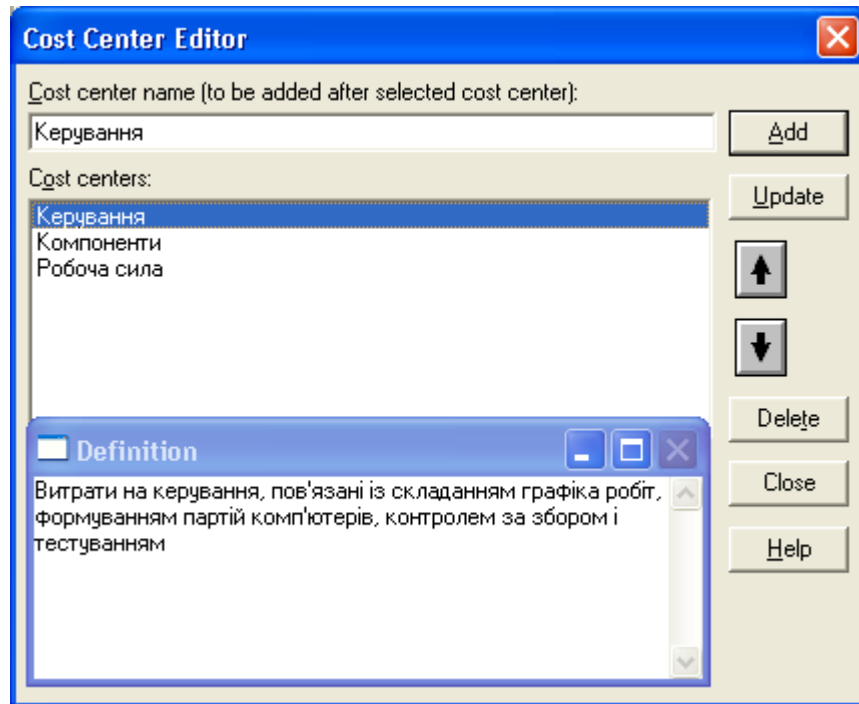 Cost Center Editor
Cost center name (to be added after selected cost center):
Керування
Add
Cost centers:
Update
Керування
Компоненти
Робоча сила
Delete
Definition
Close
Витрати на керування, пов'язані із складанням графіка робіт,
формуванням партій комп'ютерів, контролем за збором і
тестуванням
Help